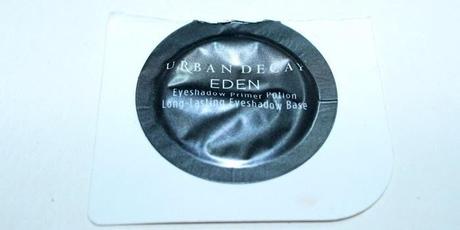 URBAN DECAY
EDEN
Eyeshadow Primer Potion
Long-Lasting Eyeshadow Base